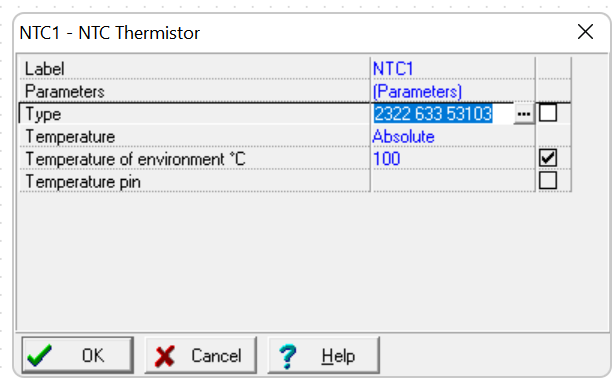 NTC1 - NTC Thermistor
Label NTC1
Parameters (Parameters)
Type 2322 633 53103 ...
Temperature Absolute
Temperature of environment °C 100
Temperature pin
OK Cancel Help